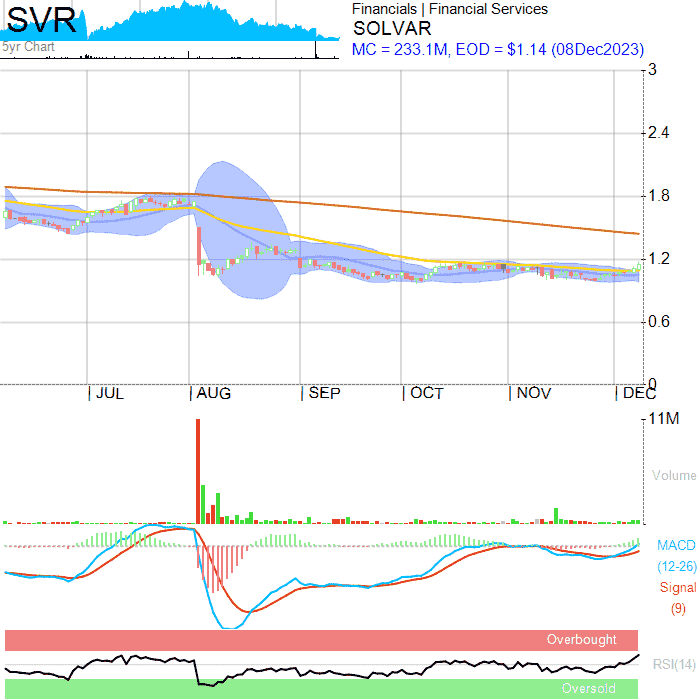 SVR
5yr Chart
Financials | Financial Services
SOLVAR
MC = 233.1M, EOD = $1.14 (08Dec2023)
3
2.4
1.8
1.2
0.6
0
JUL AUG SEP OCT NOV DEC
11M
Volume
MACD
(12-26)
Signal
(9)
Overbought
RSI(14)
Oversold